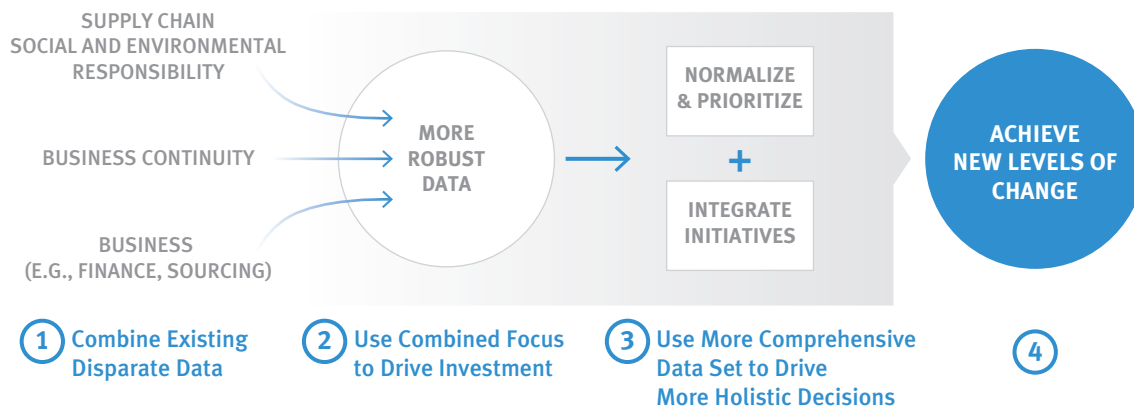 SUPPLY CHAIN
SOCIAL AND ENVIRONMENTAL
RESPONSIBILITY
BUSINESS CONTINUITY
BUSINESS
(E.G., FINANCE, SOURCING)
MORE
ROBUST
DATA
NORMALIZE
& PRIORITIZE
+
INTEGRATE
INITIATIVES
ACHIEVE
NEW LEVELS OF
CHANGE
1 Combine Existing
Disparate Data
2 Use Combined Focus
to Drive Investment
3 Use More Comprehensive
Data Set to Drive
More Holistic Decisions
4